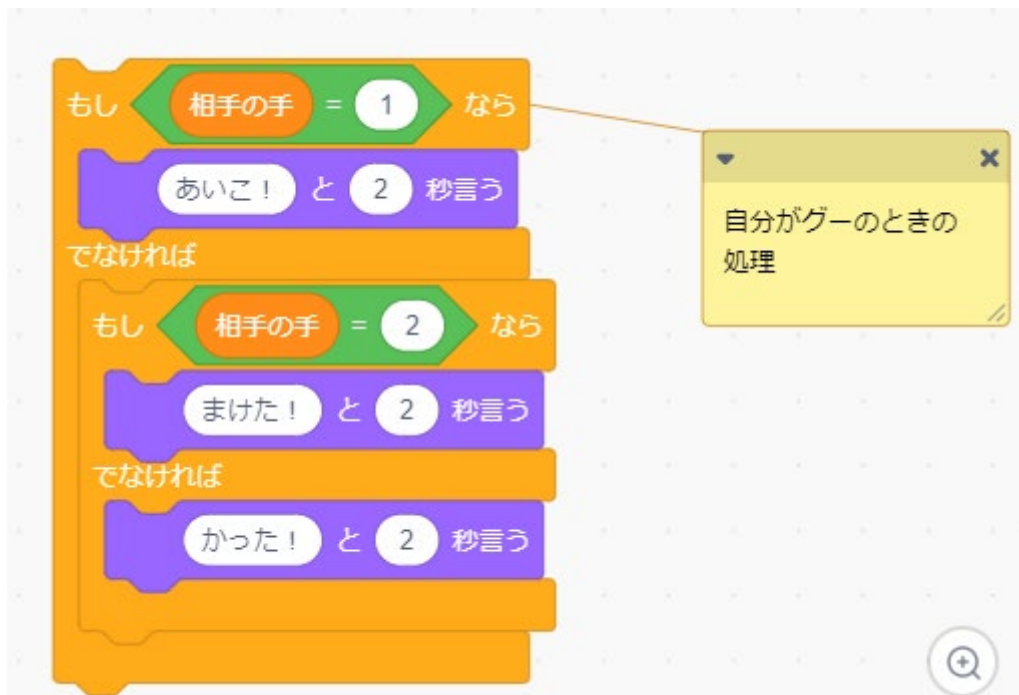 もし 相手の手 = 1 なら
あいこ! と 2 秒言う
でなければ
もし 相手の手 = 2 なら
まけた! と 2 秒言う
でなければ
かった! と 2 秒言う
自分がグーのときの
処理